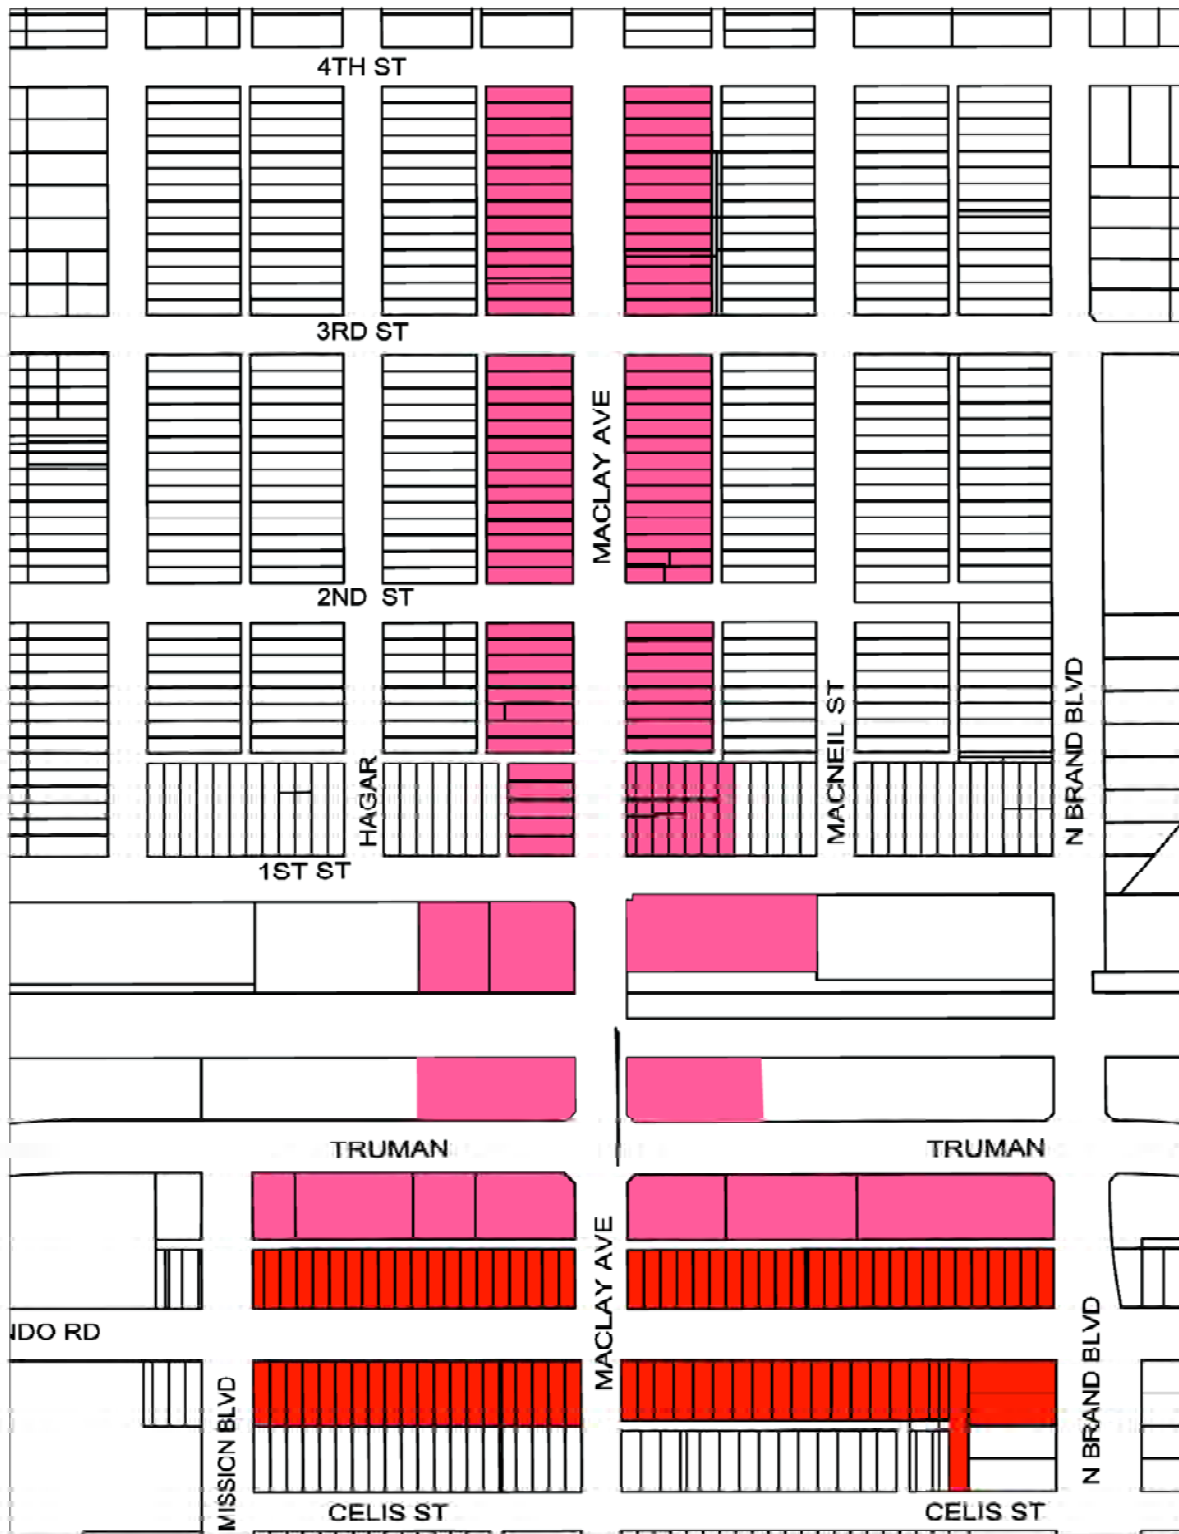 4TH ST
3RD ST
MACLAY AVE
2ND ST
HAGAR
MACNEIL ST
N BRAND BLVD
1ST ST
TRUMAN
TRUMAN
MACLAY AVE
NDO RD
N BRAND BLVD
MISSION BLVD
CELIS ST
CELIS ST